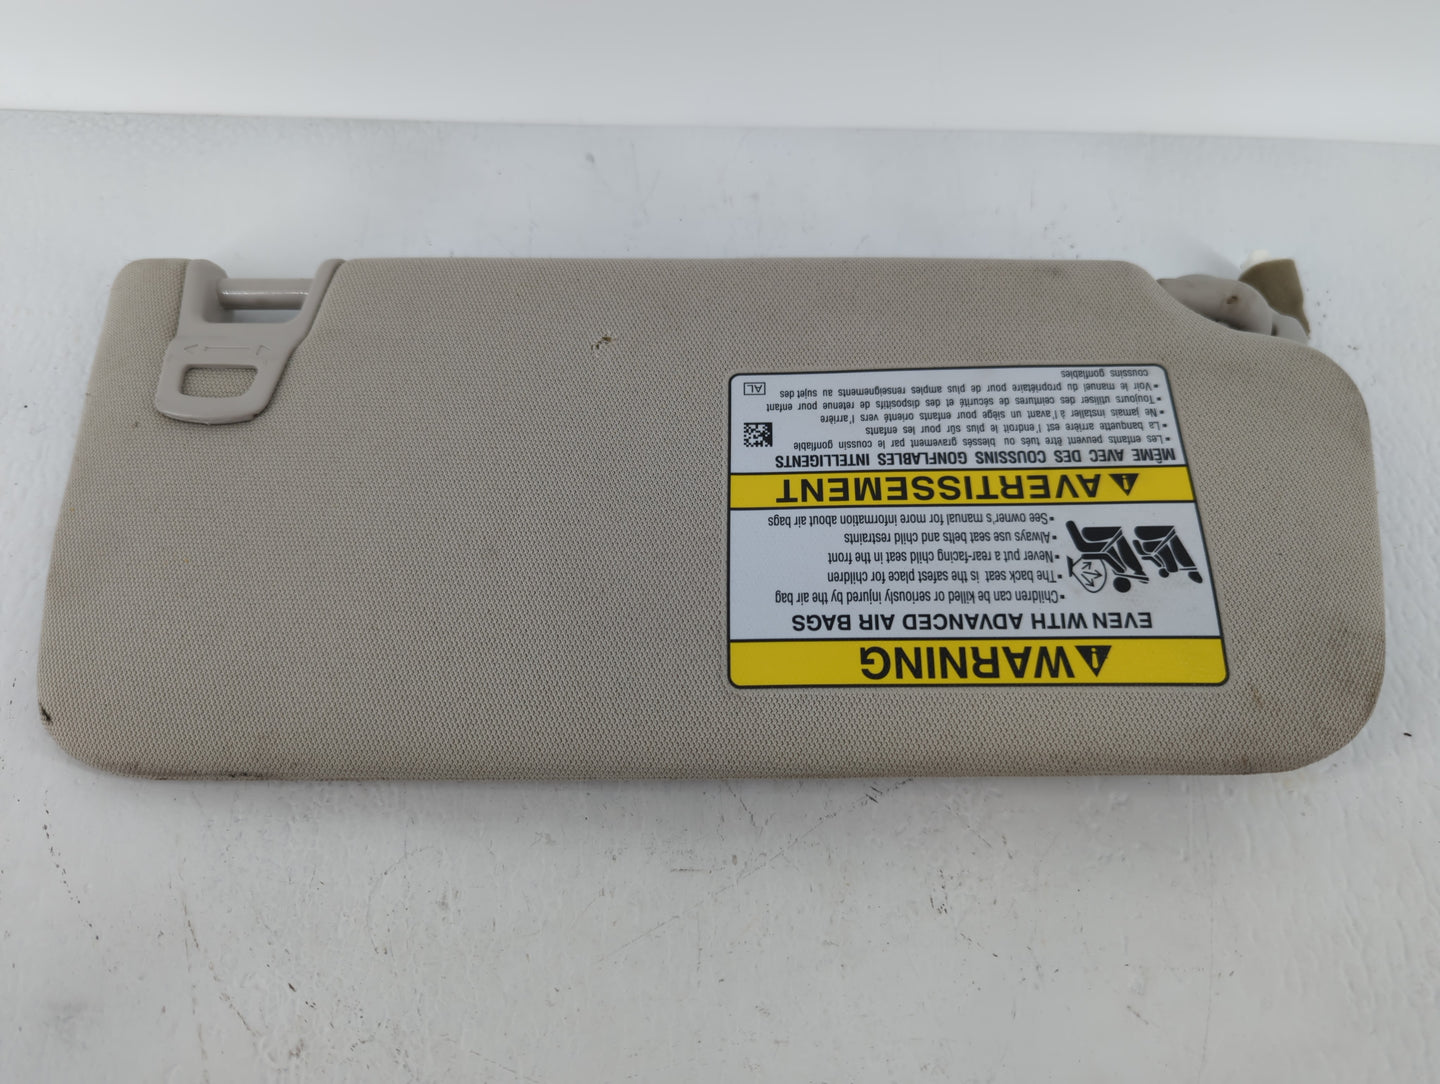 WARNING
EVEN WITH ADVANCED AIR BAGS
•Children can be killed or seriously injured by the air bag
•The back seat is the safest place for children
•Never put a rear-facing child seat in the front
•Always use seat belts and child restraints
•See owner's manual for more information about air bags
AVERTISSEMENT
MÊME AVEC DES COUSSINS GONFLABLES INTELLIGENTS
•Les enfants peuvent être tués ou blessés gravement par le coussin gonflable
•La banquette arrière est l'endroit le plus sûr pour les enfants
•Ne jamais installer à l'avant un siège pour enfants orienté vers l'arrière
•Toujours utiliser des ceintures de sécurité et des dispositifs de retenue pour enfant
•Voir le manuel du propriétaire pour de plus amples renseignements au sujet des
coussins gonflables
AL